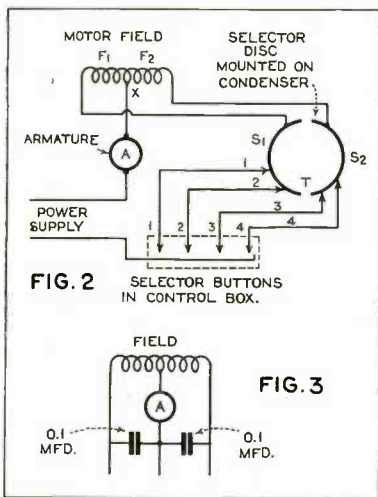 MOTOR FIELD
F1 F2
X
SELECTOR
DISC
MOUNTED ON
CONDENSER
ARMATURE
A
S1
S2
T
1
2
3
4
POWER
SUPPLY
1 2 3 4
FIG. 2
SELECTOR BUTTONS
IN CONTROL BOX.
FIELD
FIG. 3
A
0.1
MFD.
0.1
MFD.